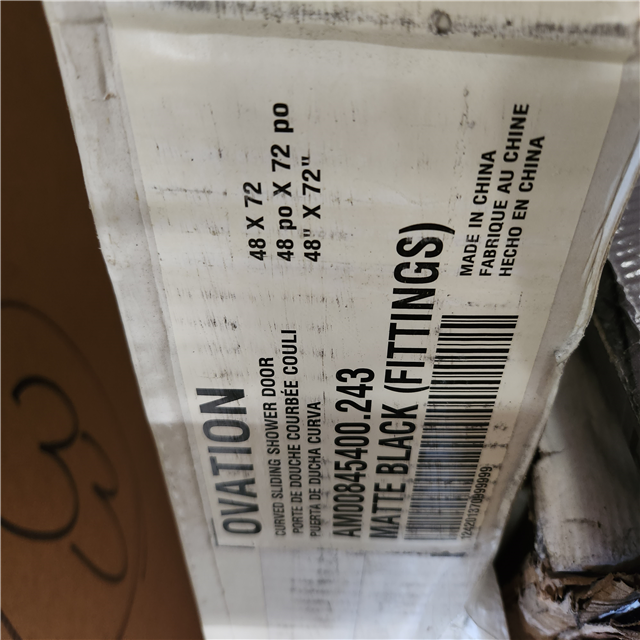 OVATION
CURVED SLIDING SHOWER DOOR 48 X 72
PORTE DE DOUCHE COURBÉE COULI 48 po X 72 po
PUERTA DE DUCHA CURVA 48" X 72"
AM00845400.243
MATTE BLACK (FITTINGS)
MADE IN CHINA
FABRIQUE AU CHINE
HECHO EN CHINA